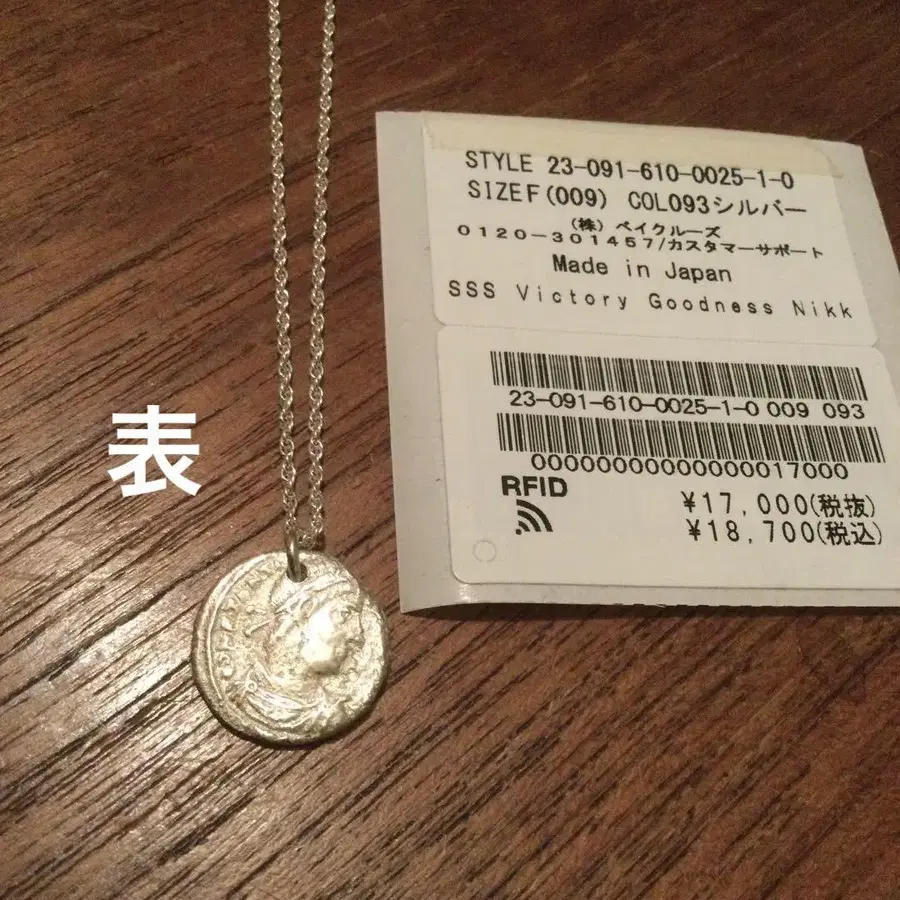 表
STYLE 23-091-610-0025-1-0
SIZEF(009) COL093シルバー
(株) ベイクルーズ
0120-301457/カスタマーサポート
Made in Japan
SSS Victory Goodness Nikk
23-091-610-0025-1-0 009 093
00000000000000017000
RFID
¥17,000(税抜)
¥18,700(税込)